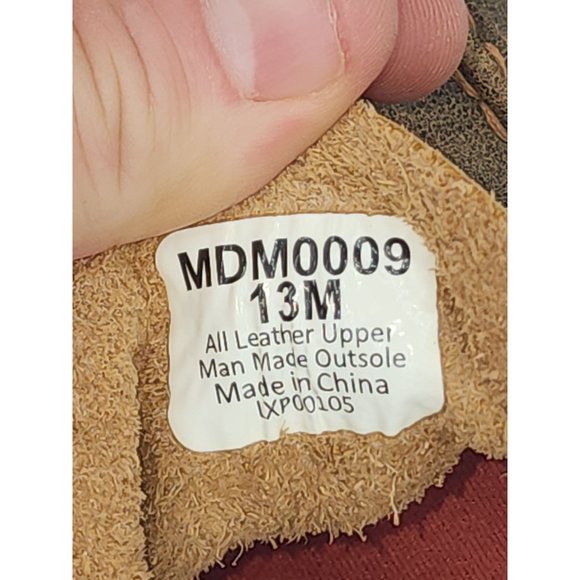 MDM0009
13M
All Leather Upper
Man Made Outsole
Made in China
IXP00105